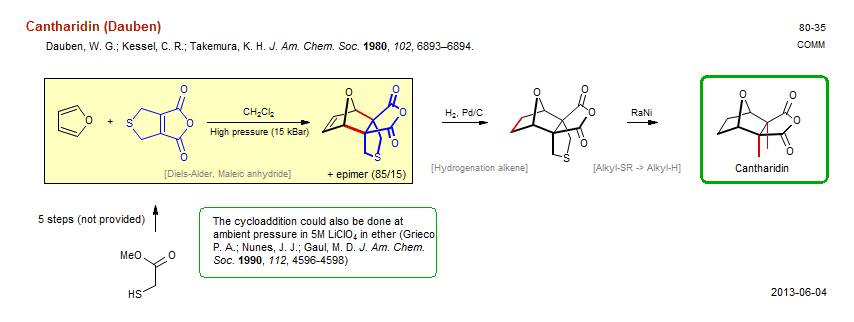 Cantharidin (Dauben)
80-35
Dauben, W. G.; Kessel, C. R.; Takemura, K. H. J. Am. Chem. Soc. 1980, 102, 6893–6894.
COMM
O
+
S
O
O
O
CH₂Cl₂
High pressure (15 kBar)
O
O
O
O
S
[Diels-Alder, Maleic anhydride]
+ epimer (85/15)
H₂, Pd/C
[Hydrogenation alkene]
O
O
O
O
S
RaNi
[Alkyl-SR -> Alkyl-H]
O
O
O
O
Cantharidin
5 steps (not provided)
MeO
O
HS
The cycloaddition could also be done at
ambient pressure in 5M LiClO₄ in ether (Grieco
P. A.; Nunes, J. J.; Gaul, M. D. J. Am. Chem.
Soc. 1990, 112, 4596-4598)
2013-06-04